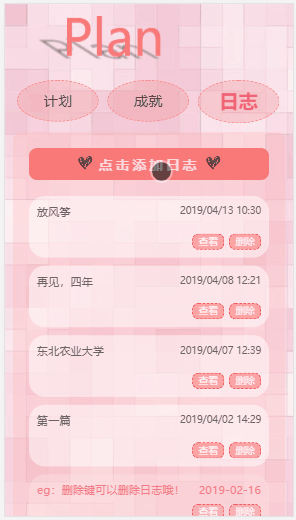 Plan
计划 成就 日志
点击添加日志
放风筝 2019/04/13 10:30
查看 删除
再见，四年 2019/04/08 12:21
查看 删除
东北农业大学 2019/04/07 12:39
查看 删除
第一篇 2019/04/02 14:29
查看 删除
eg：删除键可以删除日志哦！ 2019-02-16
查看 删除